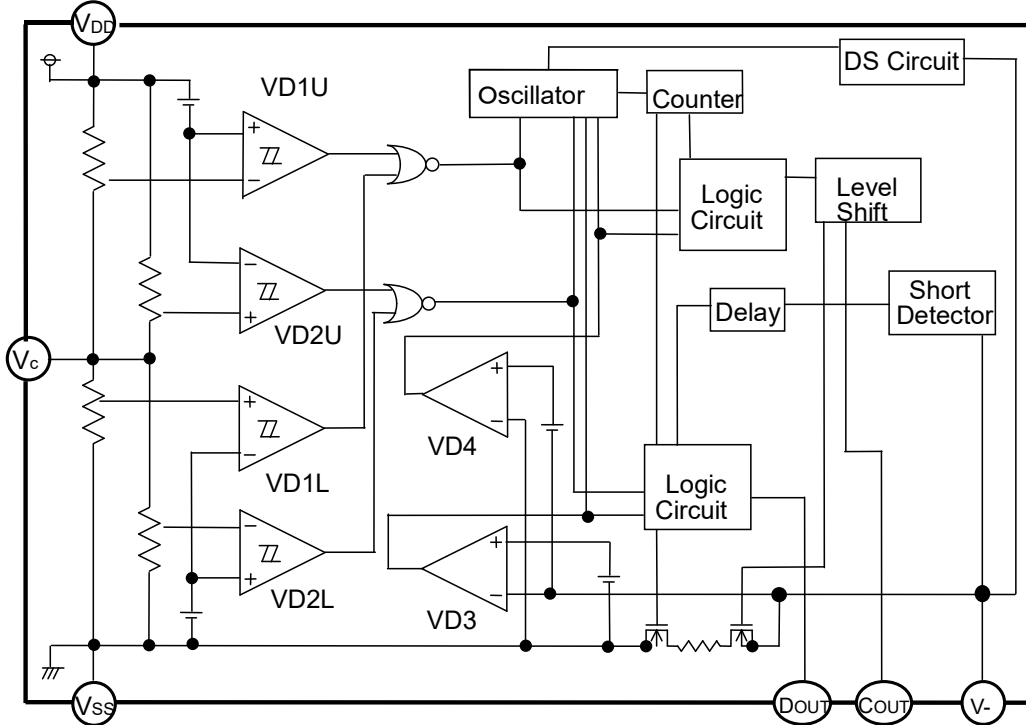 VDD
DS Circuit
VD1U
Oscillator
Counter
+
−
Logic
Circuit
Level
Shift
−
+
VD2U
Delay
Short
Detector
Vc
+
−
VD4
+
−
VD1L
Logic
Circuit
−
+
VD2L
+
−
VD3
VSS
DOUT
COUT
V-